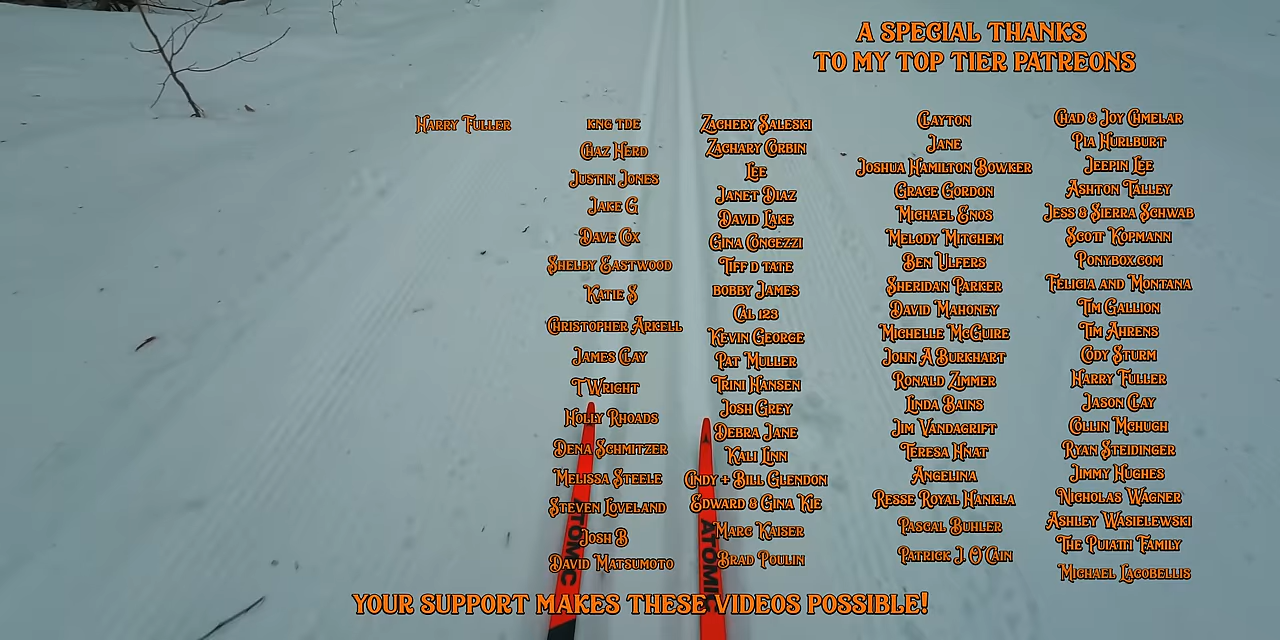 A SPECIAL THANKS
TO MY TOP TIER PATREONS
Harry Fuller
kng tde
Chaz Herd
Justin Jones
Jake G
Dave Cox
Shelby Eastwood
Katie S
Christopher Arkell
James Clay
T Wright
Holly Rhoads
Dena Schmitzer
Melissa Steele
Steven Loveland
Josh B
David Matsumoto
Zachery Saleski
Zachary Corbin
Lee
Janet Diaz
David Lake
Gina Congezzi
Tiff d tate
bobby James
Cal 123
Kevin George
Pat Muller
Trini Hansen
Josh Grey
Debra Jane
Kali Linn
Cindy + Bill Glendon
Edward & Gina Kie
Marc Kaiser
Brad Poulin
Clayton
Jane
Joshua Hamilton Bowker
Grace Gordon
Michael Enos
Melody Mitchem
Ben Ulfers
Sheridan Parker
David Mahoney
Michelle McGuire
John A Burkhart
Ronald Zimmer
Linda Bains
Jim Vandagrift
Teresa Hnat
Angelina
Resse Royal Hankla
Pascal Buhler
Patrick J. O'Cain
Chad & Joy Chmelar
Pia Hurlburt
Jeepin Lee
Ashton Talley
Jess & Sierra Schwab
Scott Kopmann
Ponybox.com
Felicia and Montana
Tim Gallion
Tim Ahrens
Cody Sturm
Harry Fuller
Jason Clay
Collin Mchugh
Ryan Steidinger
Jimmy Hughes
Nicholas Wagner
Ashley Wasielewski
The Puiatti Family
Michael Lacobellis
ATOMIC
ATOMIC
YOUR SUPPORT MAKES THESE VIDEOS POSSIBLE!